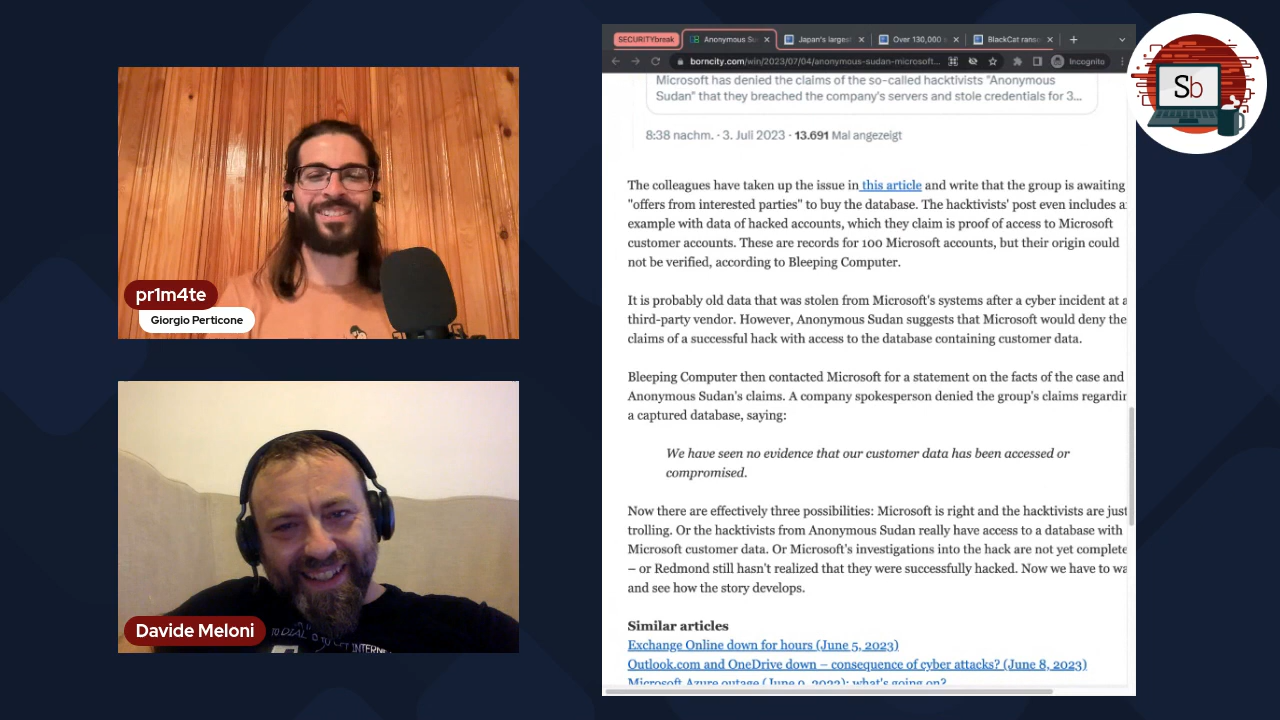 pr1m4te
Giorgio Perticone
Davide Meloni
SECURITYbreak
Anonymous Su
Japan's largest
Over 130,000
BlackCat ranso
borncity.com/win/2023/07/04/anonymous-sudan-microsoft...
Incognito
Sb
Microsoft has denied the claims of the so-called hacktivists "Anonymous
Sudan" that they breached the company's servers and stole credentials for 3...
8:38 nachm. · 3. Juli 2023 · 13.691 Mal angezeigt
The colleagues have taken up the issue in this article and write that the group is awaiting
"offers from interested parties" to buy the database. The hacktivists' post even includes a
example with data of hacked accounts, which they claim is proof of access to Microsoft
customer accounts. These are records for 100 Microsoft accounts, but their origin could
not be verified, according to Bleeping Computer.
It is probably old data that was stolen from Microsoft's systems after a cyber incident at a
third-party vendor. However, Anonymous Sudan suggests that Microsoft would deny the
claims of a successful hack with access to the database containing customer data.
Bleeping Computer then contacted Microsoft for a statement on the facts of the case and
Anonymous Sudan's claims. A company spokesperson denied the group's claims regardin
a captured database, saying:
We have seen no evidence that our customer data has been accessed or
compromised.
Now there are effectively three possibilities: Microsoft is right and the hacktivists are just
trolling. Or the hacktivists from Anonymous Sudan really have access to a database with
Microsoft customer data. Or Microsoft's investigations into the hack are not yet complete
– or Redmond still hasn't realized that they were successfully hacked. Now we have to wa
and see how the story develops.
Similar articles
Exchange Online down for hours (June 5, 2023)
Outlook.com and OneDrive down – consequence of cyber attacks? (June 8, 2023)
Microsoft Azure outage (June 9, 2023): what's going on?